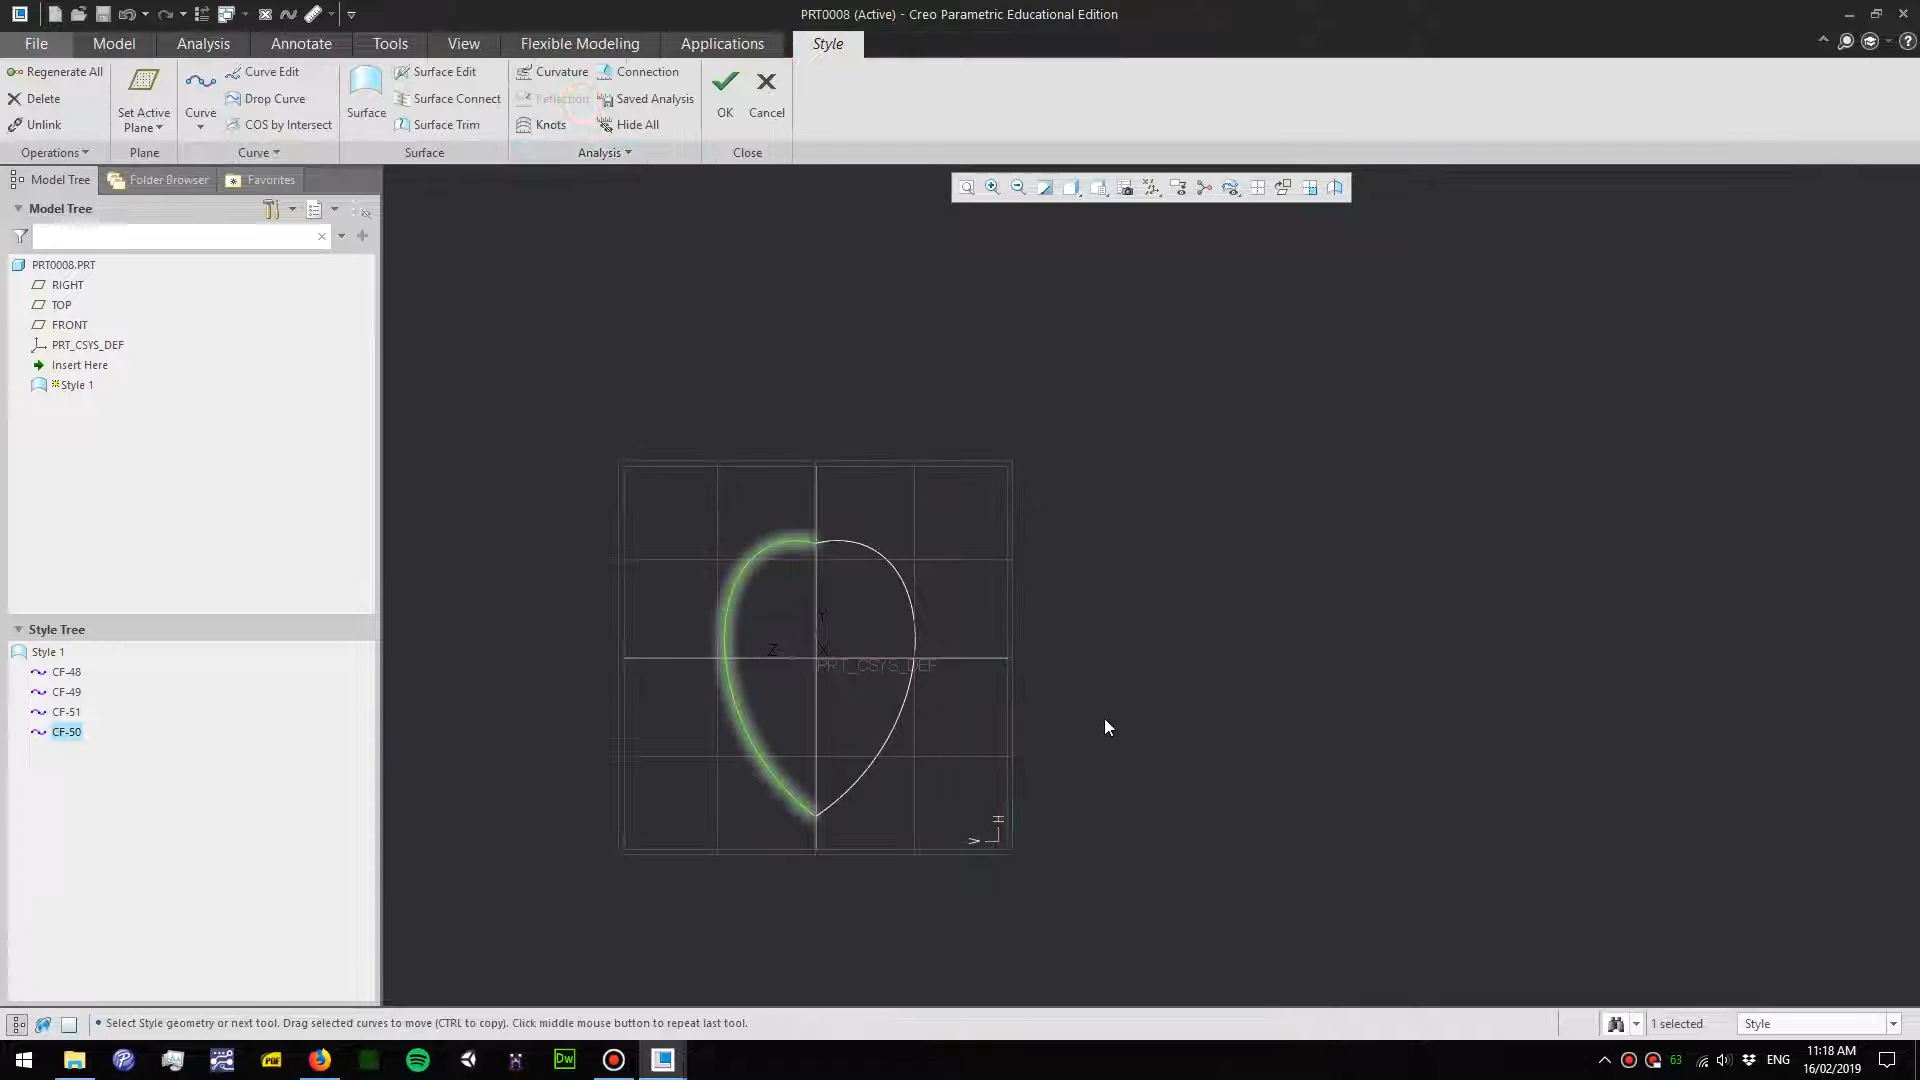 PRT0008 (Active) - Creo Parametric Educational Edition
File Model Analysis Annotate Tools View Flexible Modeling Applications Style
Regenerate All
Delete
Unlink
Operations
Set Active
Plane
Plane
Curve
Curve Edit
Drop Curve
COS by Intersect
Curve
Surface
Surface Edit
Surface Connect
Surface Trim
Surface
Curvature
Reflection
Knots
Connection
Saved Analysis
Hide All
Analysis
OK
Cancel
Close
Model Tree Folder Browser Favorites
Model Tree
PRT0008.PRT
RIGHT
TOP
FRONT
PRT_CSYS_DEF
Insert Here
Style 1
Style Tree
Style 1
CF-48
CF-49
CF-51
CF-50
Y
Z X
PRT_CSYS_DEF
H
V
• Select Style geometry or next tool. Drag selected curves to move (CTRL to copy). Click middle mouse button to repeat last tool.
1 selected
Style
PDF
Dw
63
ENG
11:18 AM
16/02/2019